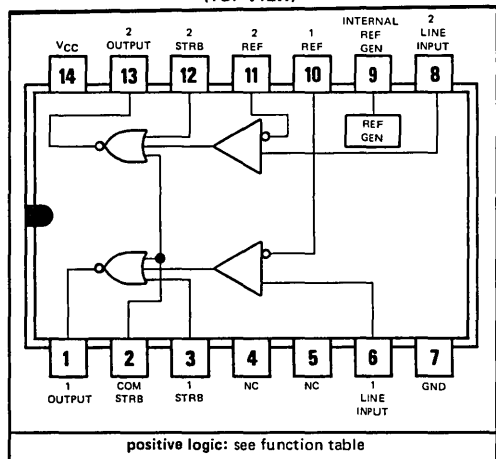 (TOP VIEW)
VCC
2
OUTPUT
2
STRB
2
REF
1
REF
INTERNAL
REF
GEN
2
LINE
INPUT
14 13 12 11 10 9 8
REF
GEN
1 2 3 4 5 6 7
1
OUTPUT
COM
STRB
1
STRB
NC
NC
1
LINE
INPUT
GND
positive logic: see function table